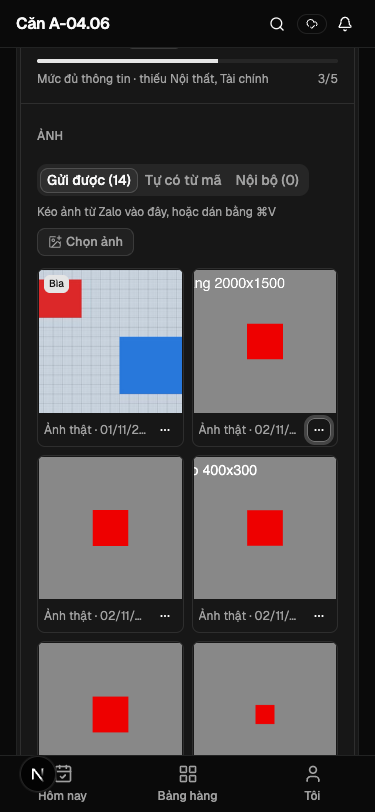 Căn A-04.06
Mức đủ thông tin · thiếu Nội thất, Tài chính 3/5
ẢNH
Gửi được (14) Tự có từ mã Nội bộ (0)
Kéo ảnh từ Zalo vào đây, hoặc dán bằng ⌘V
Chọn ảnh
Bìa
ng 2000x1500
Ảnh thật · 01/11/2... ···
Ảnh thật · 02/11/... ···
400x300
Ảnh thật · 02/11/... ···
Ảnh thật · 02/11/... ···
N
Hôm nay Bảng hàng Tôi